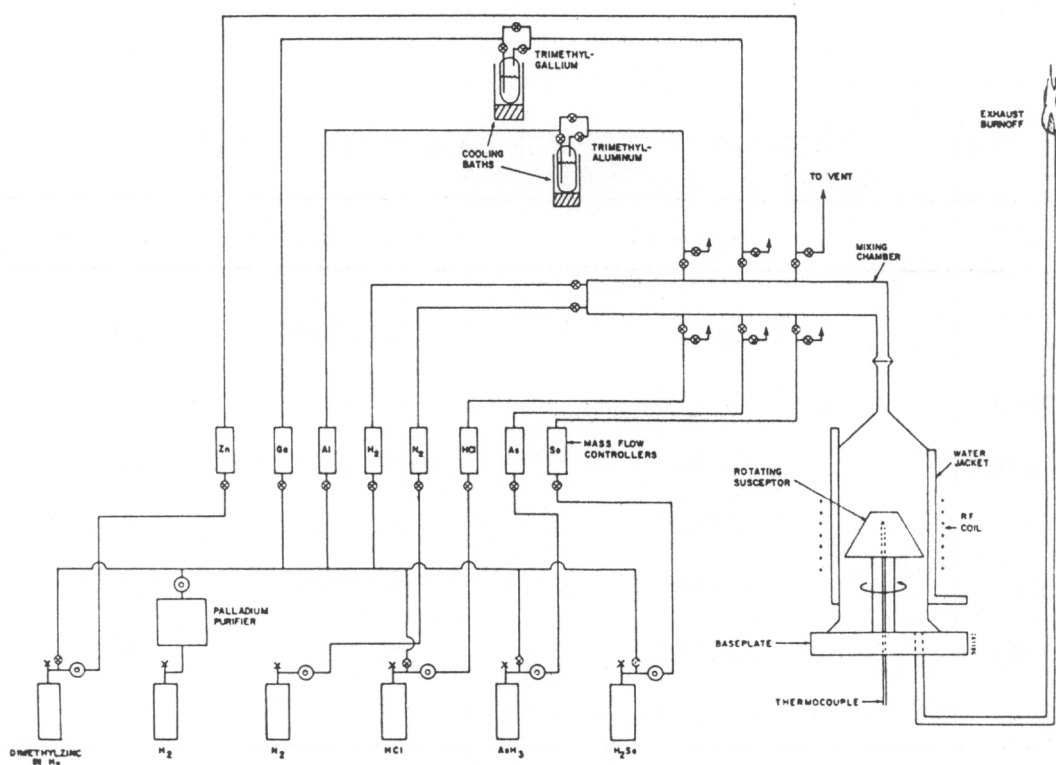 TRIMETHYL-
GALLIUM
EXHAUST
BURNOFF
COOLING
BATHS
TRIMETHYL-
ALUMINUM
TO VENT
MIXING
CHAMBER
Zn
Ga
Al
H2
N2
HCl
As
Se
MASS FLOW
CONTROLLERS
WATER
JACKET
ROTATING
SUSCEPTOR
RF
COIL
PALLADIUM
PURIFIER
BASEPLATE
THERMOCOUPLE
DIMETHYLZINC
IN H2
H2
N2
HCl
AsH3
H2Se